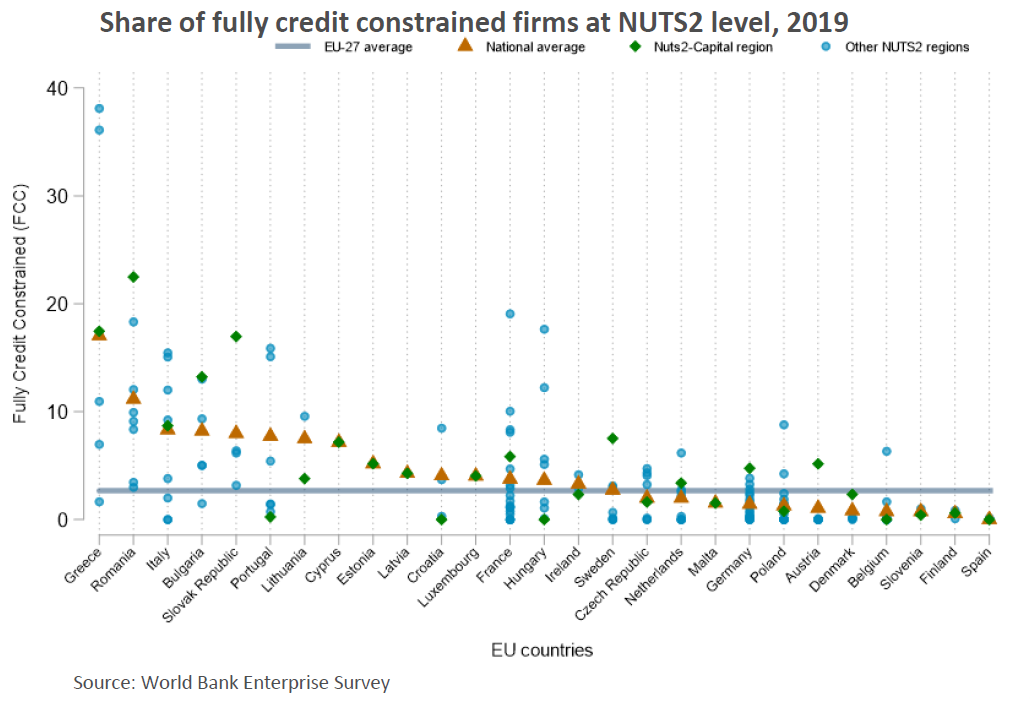 Share of fully credit constrained firms at NUTS2 level, 2019
EU-27 average
National average
Nuts2-Capital region
Other NUTS2 regions
Fully Credit Constrained (FCC)
40
30
20
10
0
Greece
Romania
Italy
Bulgaria
Slovak Republic
Portugal
Lithuania
Cyprus
Estonia
Latvia
Croatia
Luxembourg
France
Hungary
Ireland
Sweden
Czech Republic
Netherlands
Malta
Germany
Poland
Austria
Denmark
Belgium
Slovenia
Finland
Spain
EU countries
Source: World Bank Enterprise Survey